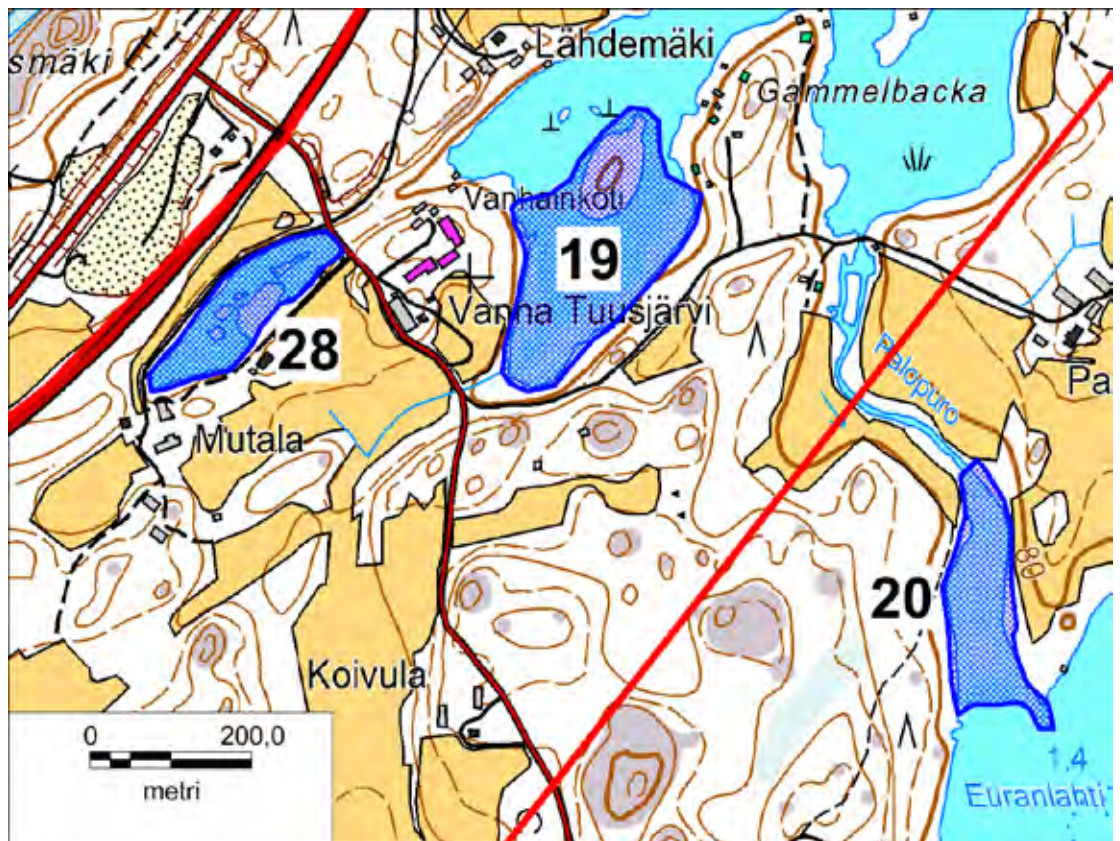 Lähdemäki
smäki
Gammelbacka
Vanhainkoti
19
Vanha Tuusjärvi
28
Palopuro
Pa
Mutala
80
20
Koivula
0 200,0
metri
1,4
Euranlahti